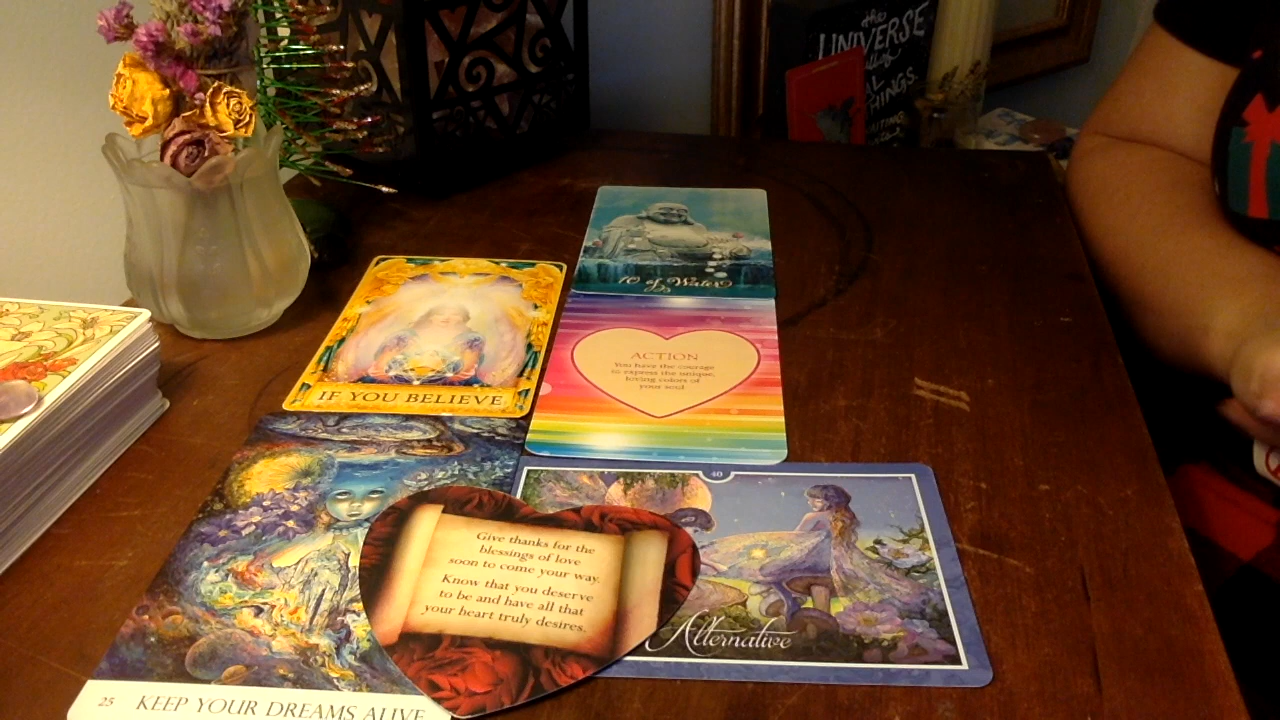 the
UNIVERSE
THINGS.
10 of Water
ACTION
You have the courage
to express the unique,
loving colors of
your soul
IF YOU BELIEVE
40
Give thanks for the
blessings of love
soon to come your way.
Know that you deserve
to be and have all that
your heart truly desires.
Alternative
25 KEEP YOUR DREAMS ALIVE